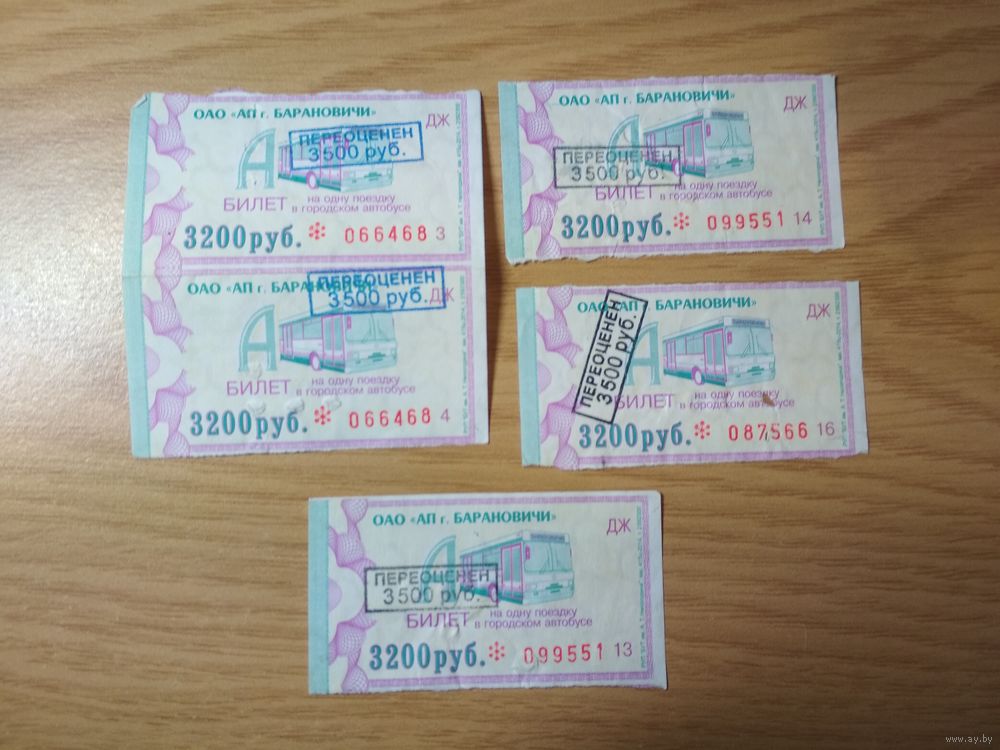 ОАО «АП г. БАРАНОВИЧИ»
ДЖ
ПЕРЕОЦЕНЕН
3500 руб.
БИЛЕТ на одну поездку
в городском автобусе
3200руб. * 066468 3
ОАО «АП г. БАРАНОВИЧИ»
ДЖ
ПЕРЕОЦЕНЕН
3500 руб.
БИЛЕТ на одну поездку
в городском автобусе
3200руб. * 066468 4
ОАО «АП г. БАРАНОВИЧИ»
ДЖ
ПЕРЕОЦЕНЕН
3500 руб.
БИЛЕТ на одну поездку
в городском автобусе
3200руб. * 099551 14
ОАО «АП г. БАРАНОВИЧИ»
ДЖ
ПЕРЕОЦЕНЕН
3500 руб.
БИЛЕТ на одну поездку
в городском автобусе
3200руб. * 087566 16
ОАО «АП г. БАРАНОВИЧИ»
ДЖ
ПЕРЕОЦЕНЕН
3500 руб.
БИЛЕТ на одну поездку
в городском автобусе
3200руб. * 099551 13
www.ay.by